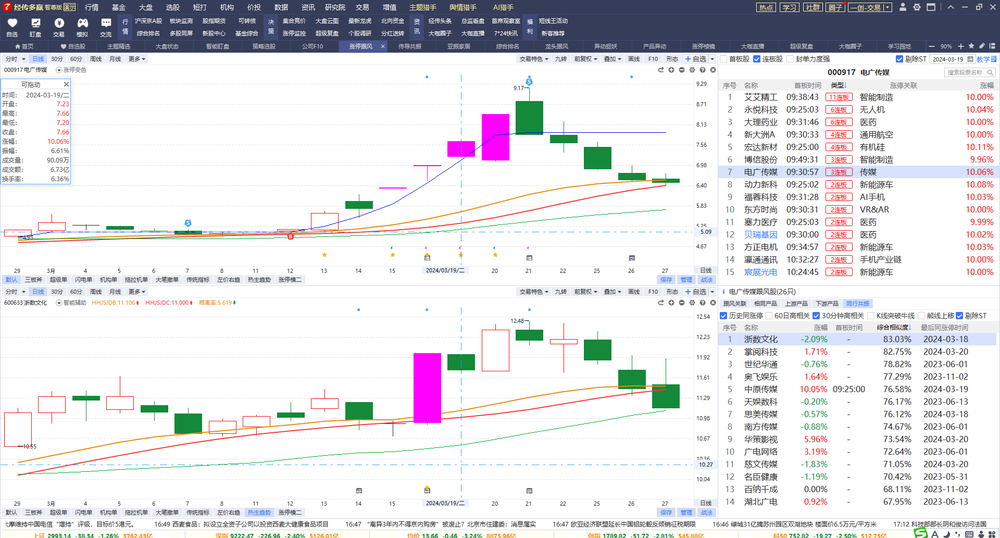 经传多赢 智尊版 演示 行情 基金 大盘 选股 短打 机构 价投 数据 资讯 研究院 交易 增值 主题猎手 舆情猎手 AI猎手 热点 学习 社群 圈子 一创-交易
自选 盯盘 交易 模拟 交流
行情 沪深京A股 板块监测 股指期货 可转债 决策 集合竞价 大盘云图 最新龙虎 北向资金 资讯 经传头条 总监看盘 首席观察室 福利 短线王活动
综合排名 多股同屏 新股中心 基金综合 涨停监控 超级复盘 个股调研 分红送转 大咖圈子 大咖直播 7*24快讯 新客推荐
首页 自选股 主题精选 大盘状态 智能盯盘 策略选股 公司F10 涨停跟风 传导共振 亚振家居 综合排名 龙头跟风 异动捉妖 产品异动 涨停棱镜 大咖直播 超级复盘 大咖圈子 学习园地 90%
分时 日线 30分 60分 周线 月线 更多 交易特色 九转 前复权 叠加 画线 F10 形态 自选
000917 电广传媒 涨停变色
可拖动
时间: 2024-03-19/二
开盘: 7.23
最高: 7.66
最低: 7.20
收盘: 7.66
涨幅: 10.06%
振幅: 6.61%
成交量: 90.09万
成交额: 6.73亿
换手率: 6.36%
9.17
4.93
9.29
8.71
8.13
7.56
6.98
6.40
5.83
5.25
5.09
4.67
29 3月 4 5 6 7 8 11 12 13 14 15 2024/03/19/二 20 21 22 25 26 27 日线
默认 三板斧 超级单 闪电单 机构单 拖拉机单 大笔撤单 传统指标 左价右趋 热主趋势 涨停横二 保存 管理 战法
分时 日线 30分 60分 周线 月线 更多 交易特色 九转 前复权 叠加 画线 F10 形态 自选
600633 浙数文化 智能辅助 HHJSJDB:11.106 HHJSJDC:11.000 乖离率:5.619
12.48
10.55
12.54
12.23
11.92
11.61
11.29
10.98
10.67
10.36
10.27
10.04
29 3月 4 5 6 7 8 11 12 13 14 15 2024/03/19/二 20 21 22 25 26 27 日线
默认 三板斧 超级单 闪电单 机构单 拖拉机单 大笔撤单 传统指标 左价右趋 热主趋势 涨停横二 保存 管理 战法
首板股 连板股 封单力度强 剔除ST 2024-03-19 教学
000917 电广传媒 搜索股票名称
序号 名称 首板时间 类型↓ 涨停关联 涨幅
1 艾艾精工 09:38:43 11连板 智能制造 10.00%
2 永悦科技 09:25:03 6连板 无人机 10.04%
3 大理药业 09:31:46 6连板 医药 10.00%
4 新大洲A 09:30:33 4连板 通用航空 10.00%
5 宏达新材 09:25:00 4连板 有机硅 10.11%
6 博信股份 09:49:31 3连板 智能制造 9.96%
7 电广传媒 09:30:57 3连板 传媒 10.06%
8 动力新科 09:25:02 2连板 新能源车 10.08%
9 福蓉科技 09:31:28 2连板 AI手机 10.03%
10 东方时尚 09:30:31 2连板 VR&AR 10.00%
11 塞力医疗 09:25:03 2连板 医药 9.99%
12 贝瑞基因 09:30:00 2连板 医药 10.02%
13 方正电机 09:34:57 2连板 新能源车 10.03%
14 瀛通通讯 10:32:27 2连板 手机产业链 10.00%
15 宸展光电 10:24:45 2连板 新能源车 10.00%
电广传媒跟风股(26只)
跟风关联 相同产品 上游产品 下游产品 同行共振
历史同涨停 60日高相关 30分钟高相关 K线突破牛线 熊线上移 剔除ST
序号 名称 涨幅 首板时间 综合相似度↓ 最后同涨停时间
1 浙数文化 -2.09% - 83.03% 2024-03-18
2 掌阅科技 1.71% - 82.75% 2024-03-20
3 世纪华通 -0.76% - 78.82% 2023-06-01
4 奥飞娱乐 1.64% - 77.29% 2023-11-02
5 中原传媒 10.05% 09:25:00 76.58% 2024-03-19
6 天娱数科 -0.20% - 76.17% 2023-06-13
7 思美传媒 -0.57% - 76.12% 2024-03-18
8 南方传媒 -0.88% - 74.67% 2023-06-01
9 华策影视 5.96% - 73.54% 2024-03-20
10 广电网络 3.19% - 72.64% 2023-06-01
11 慈文传媒 -1.83% - 71.05% 2024-03-20
12 名臣健康 -1.19% - 70.42% 2023-05-31
13 百纳千成 0.00% - 68.11% 2023-11-02
14 湖北广电 0.92% - 67.95% 2023-06-13
大摩维持中国电信“增持”评级，目标价5港元。 16:49 西麦食品：拟设立全资子公司以投资西麦大健康食品项目 16:47 “离异3年内不得京内购房”被废止？北京市住建委：消息属实 16:47 欧亚经济联盟延长中国铝轮毂反倾销征税期限 16:46 绿城31亿摘苏州园区双湖地块 楼面价6.5万元/平方米 17:12 科技部部长阴和俊访问法国
上证 2993.14 -38.34 -1.26% 3762.43亿 深指 9222.47 -226.96 -2.40% 5126.01亿 均价 13.66 -0.46 -3.24% 8875.96亿 创指 1789.82 -51.72 -2.81% 545.88亿 科50 752.82 -19.27 -2.50% 512.75亿